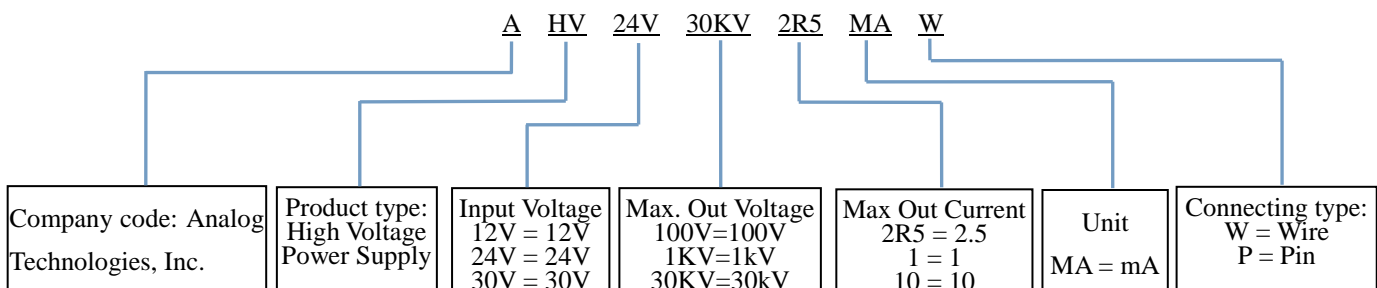 A HV 24V 30KV 2R5 MA W
Company code: Analog
Technologies, Inc.
Product type:
High Voltage
Power Supply
Input Voltage
12V = 12V
24V = 24V
30V = 30V
Max. Out Voltage
100V=100V
1KV=1kV
30KV=30kV
Max Out Current
2R5 = 2.5
1 = 1
10 = 10
Unit
MA = mA
Connecting type:
W = Wire
P = Pin